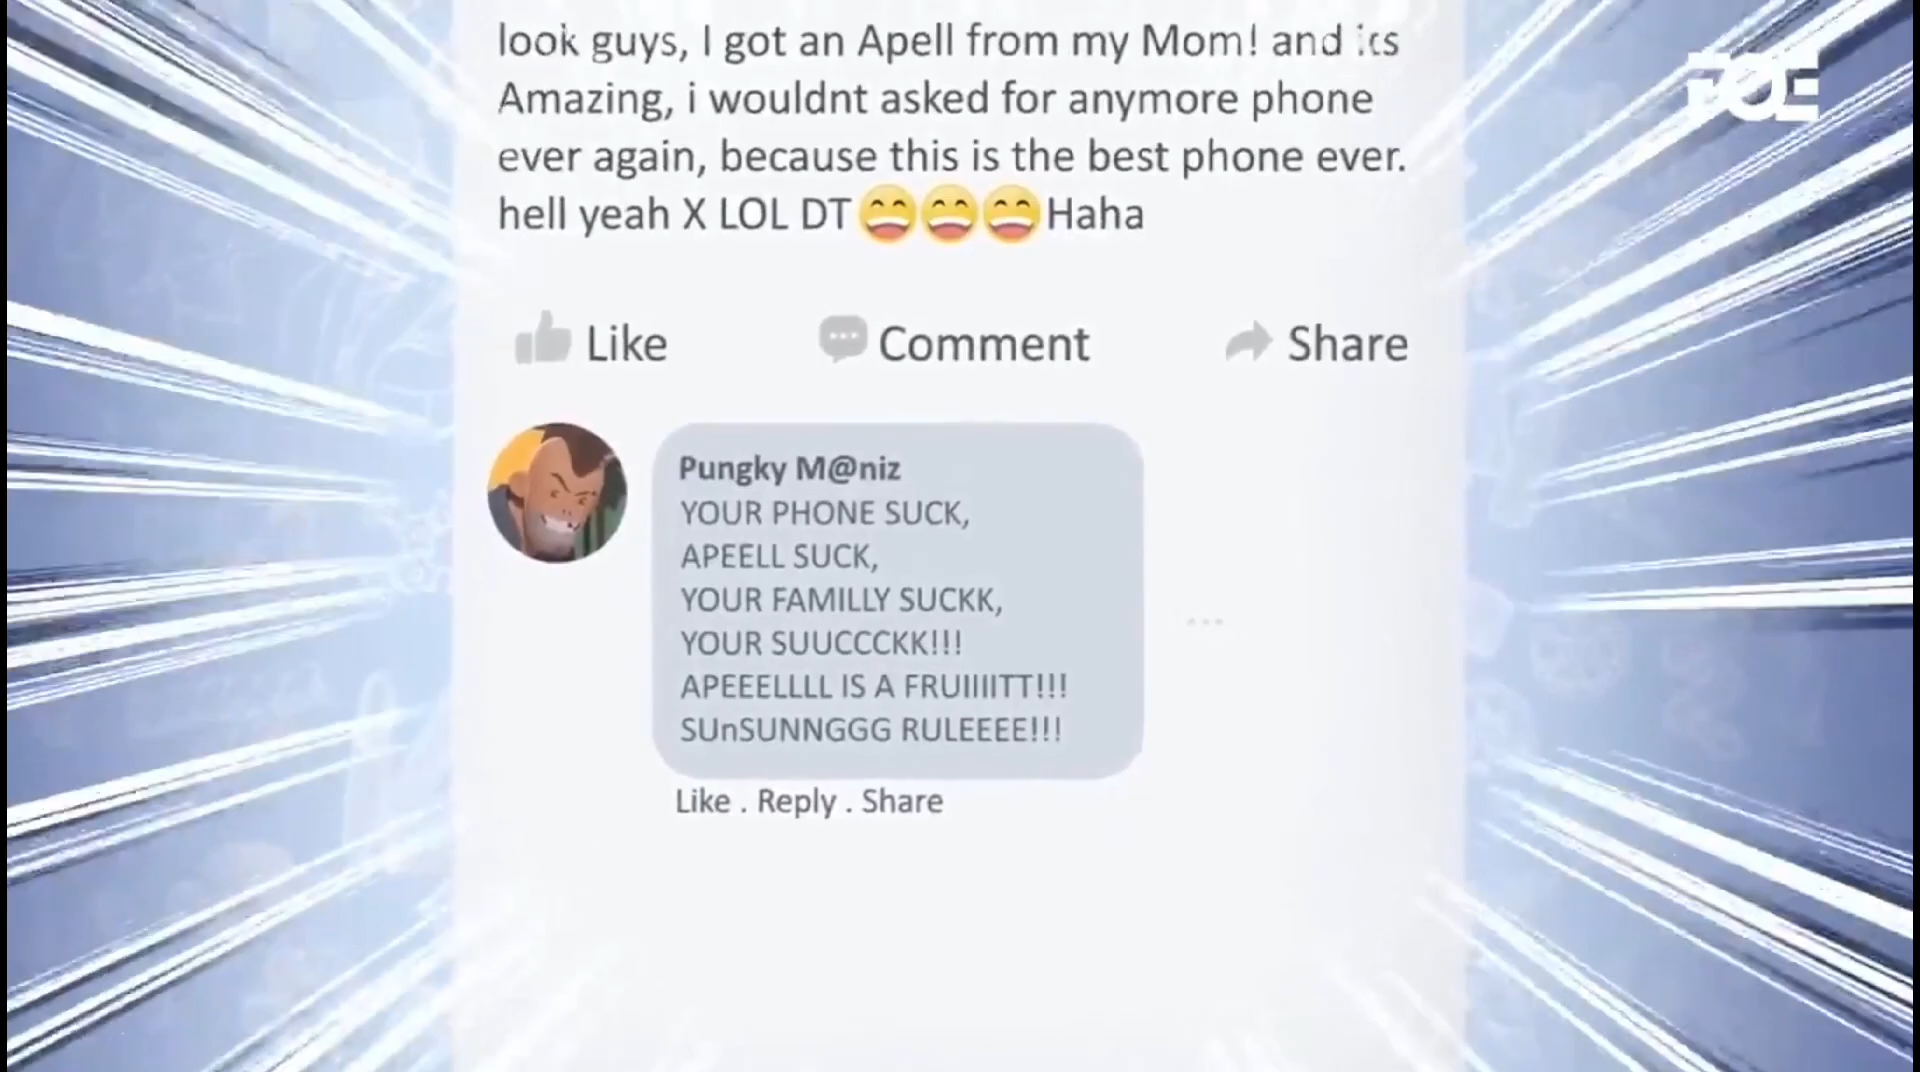 look guys, I got an Apell from my Mom! and its
Amazing, i wouldnt asked for anymore phone
ever again, because this is the best phone ever.
hell yeah X LOL DT😄😄😄Haha
Like
Comment
Share
Pungky M@niz
YOUR PHONE SUCK,
APEELL SUCK,
YOUR FAMILLY SUCKK,
YOUR SUUCCCKK!!!
APEEELLLL IS A FRUIIIITT!!!
SUnSUNNGGG RULEEEE!!!
Like . Reply . Share